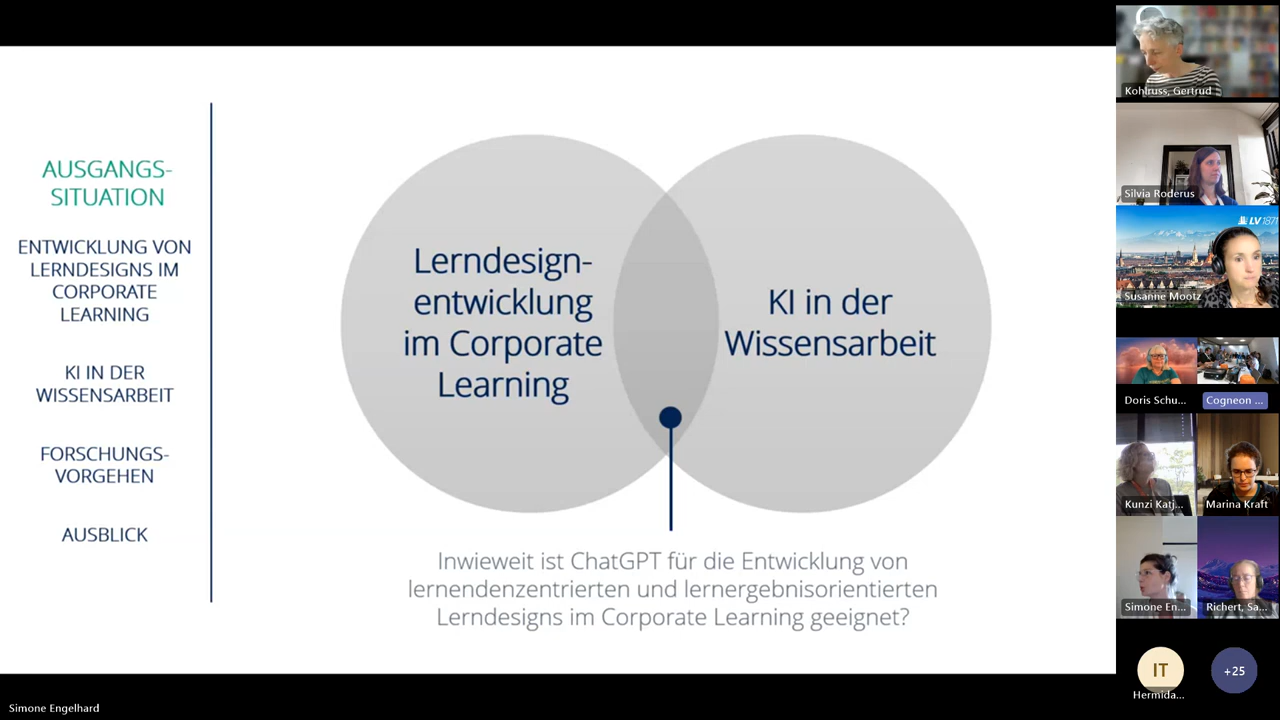 AUSGANGS-
SITUATION
ENTWICKLUNG VON
LERNDESIGNS IM
CORPORATE
LEARNING
KI IN DER
WISSENSARBEIT
FORSCHUNGS-
VORGEHEN
AUSBLICK
Lerndesign-
entwicklung
im Corporate
Learning
KI in der
Wissensarbeit
Inwieweit ist ChatGPT für die Entwicklung von
lernendenzentrierten und lernergebnisorientierten
Lerndesigns im Corporate Learning geeignet?
Kohlruss, Gertrud
Silvia Roderus
LV 1871
Susanne Mootz
Doris Schu...
Cogneon ...
Kunzi Katj...
Marina Kraft
Simone En...
Richert, Sa...
IT
Hermida...
+25
Simone Engelhard